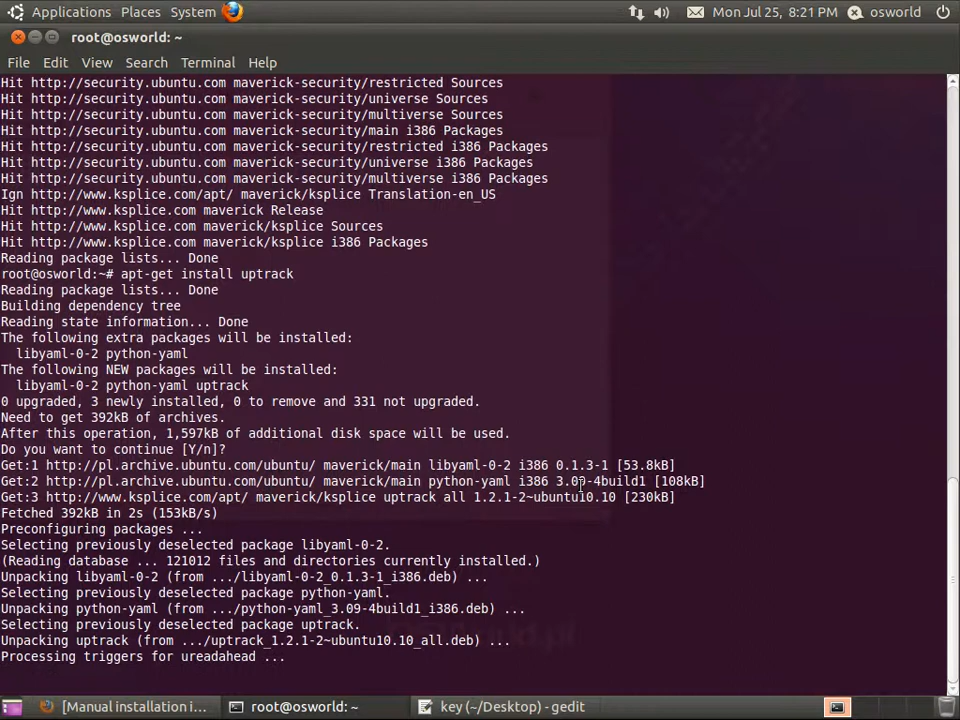 Applications Places System Mon Jul 25, 8:21 PM osworld
root@osworld: ~
File Edit View Search Terminal Help
Hit http://security.ubuntu.com maverick-security/restricted Sources
Hit http://security.ubuntu.com maverick-security/universe Sources
Hit http://security.ubuntu.com maverick-security/multiverse Sources
Hit http://security.ubuntu.com maverick-security/main i386 Packages
Hit http://security.ubuntu.com maverick-security/restricted i386 Packages
Hit http://security.ubuntu.com maverick-security/universe i386 Packages
Hit http://security.ubuntu.com maverick-security/multiverse i386 Packages
Ign http://www.ksplice.com/apt/ maverick/ksplice Translation-en_US
Hit http://www.ksplice.com maverick Release
Hit http://www.ksplice.com maverick/ksplice Sources
Hit http://www.ksplice.com maverick/ksplice i386 Packages
Reading package lists... Done
root@osworld:~# apt-get install uptrack
Reading package lists... Done
Building dependency tree
Reading state information... Done
The following extra packages will be installed:
  libyaml-0-2 python-yaml
The following NEW packages will be installed:
  libyaml-0-2 python-yaml uptrack
0 upgraded, 3 newly installed, 0 to remove and 331 not upgraded.
Need to get 392kB of archives.
After this operation, 1,597kB of additional disk space will be used.
Do you want to continue [Y/n]?
Get:1 http://pl.archive.ubuntu.com/ubuntu/ maverick/main libyaml-0-2 i386 0.1.3-1 [53.8kB]
Get:2 http://pl.archive.ubuntu.com/ubuntu/ maverick/main python-yaml i386 3.09-4build1 [108kB]
Get:3 http://www.ksplice.com/apt/ maverick/ksplice uptrack all 1.2.1-2~ubuntu10.10 [230kB]
Fetched 392kB in 2s (153kB/s)
Preconfiguring packages ...
Selecting previously deselected package libyaml-0-2.
(Reading database ... 121012 files and directories currently installed.)
Unpacking libyaml-0-2 (from .../libyaml-0-2_0.1.3-1_i386.deb) ...
Selecting previously deselected package python-yaml.
Unpacking python-yaml (from .../python-yaml_3.09-4build1_i386.deb) ...
Selecting previously deselected package uptrack.
Unpacking uptrack (from .../uptrack_1.2.1-2~ubuntu10.10_all.deb) ...
Processing triggers for ureadahead ...
[Manual installation i... root@osworld: ~ key (~/Desktop) - gedit